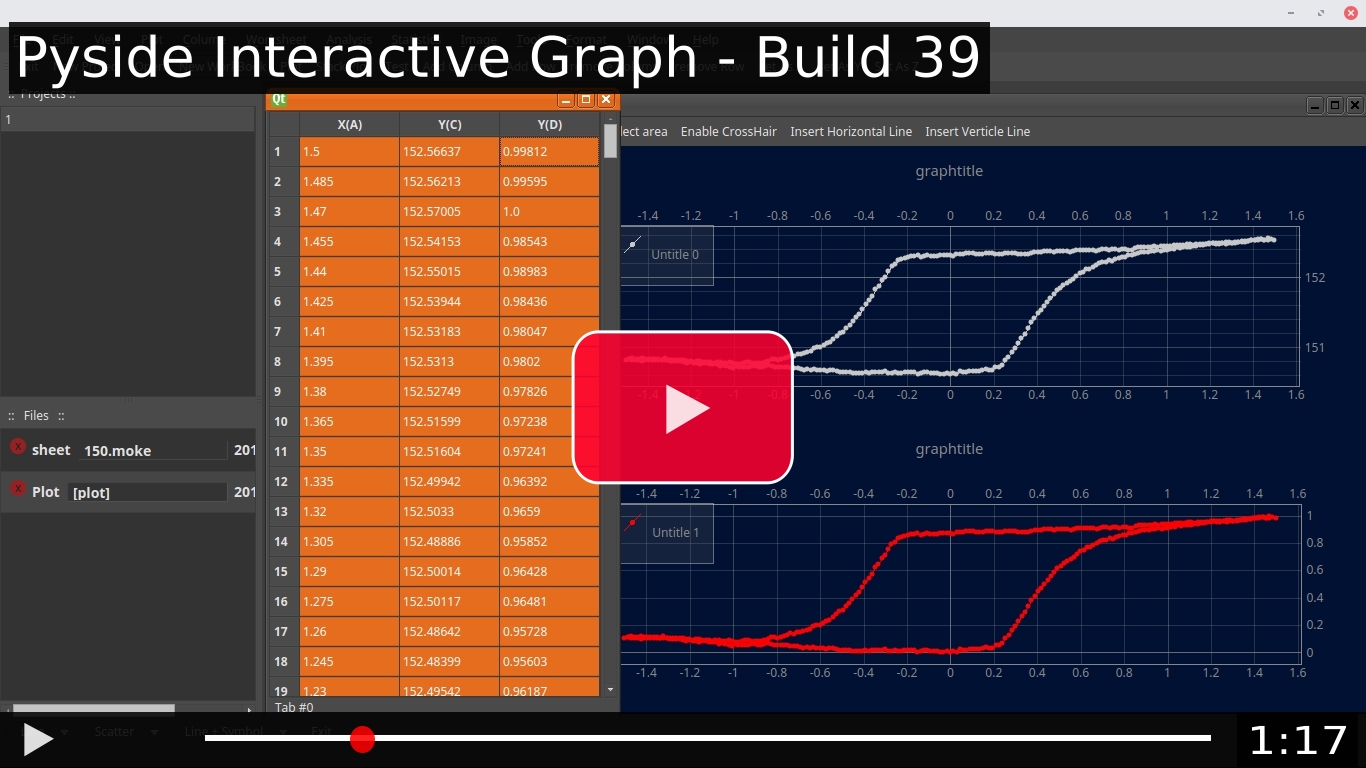 Pyside Interactive Graph - Build 39
:: Projects ::
1
Qt
X(A) Y(C) Y(D)
1 1.5 152.56637 0.99812
2 1.485 152.56213 0.99595
3 1.47 152.57005 1.0
4 1.455 152.54153 0.98543
5 1.44 152.55015 0.98983
6 1.425 152.53944 0.98436
7 1.41 152.53183 0.98047
8 1.395 152.5313 0.9802
9 1.38 152.52749 0.97826
10 1.365 152.51599 0.97238
11 1.35 152.51604 0.97241
12 1.335 152.49942 0.96392
13 1.32 152.5033 0.9659
14 1.305 152.48886 0.95852
15 1.29 152.50014 0.96428
16 1.275 152.50117 0.96481
17 1.26 152.48642 0.95728
18 1.245 152.48399 0.95603
19 1.23 152.49542 0.96187
Tab #0
lect area Enable CrossHair Insert Horizontal Line Insert Verticle Line
graphtitle
-1.4 -1.2 -1 -0.8 -0.6 -0.4 -0.2 0 0.2 0.4 0.6 0.8 1 1.2 1.4 1.6
Untitle 0
152
151
-0.6 -0.4 -0.2 0 0.2 0.4 0.6 0.8 1 1.2 1.4 1.6
graphtitle
-1.4 -1.2 -1 -0.8 -0.6 -0.4 -0.2 0 0.2 0.4 0.6 0.8 1 1.2 1.4 1.6
Untitle 1
1
0.8
0.6
0.4
0.2
0
-1.4 -1.2 -1 -0.8 -0.6 -0.4 -0.2 0 0.2 0.4 0.6 0.8 1 1.2 1.4 1.6
:: Files ::
sheet 150.moke 201
Plot [plot] 201
Scatter Line + Symbol Exit
1:17